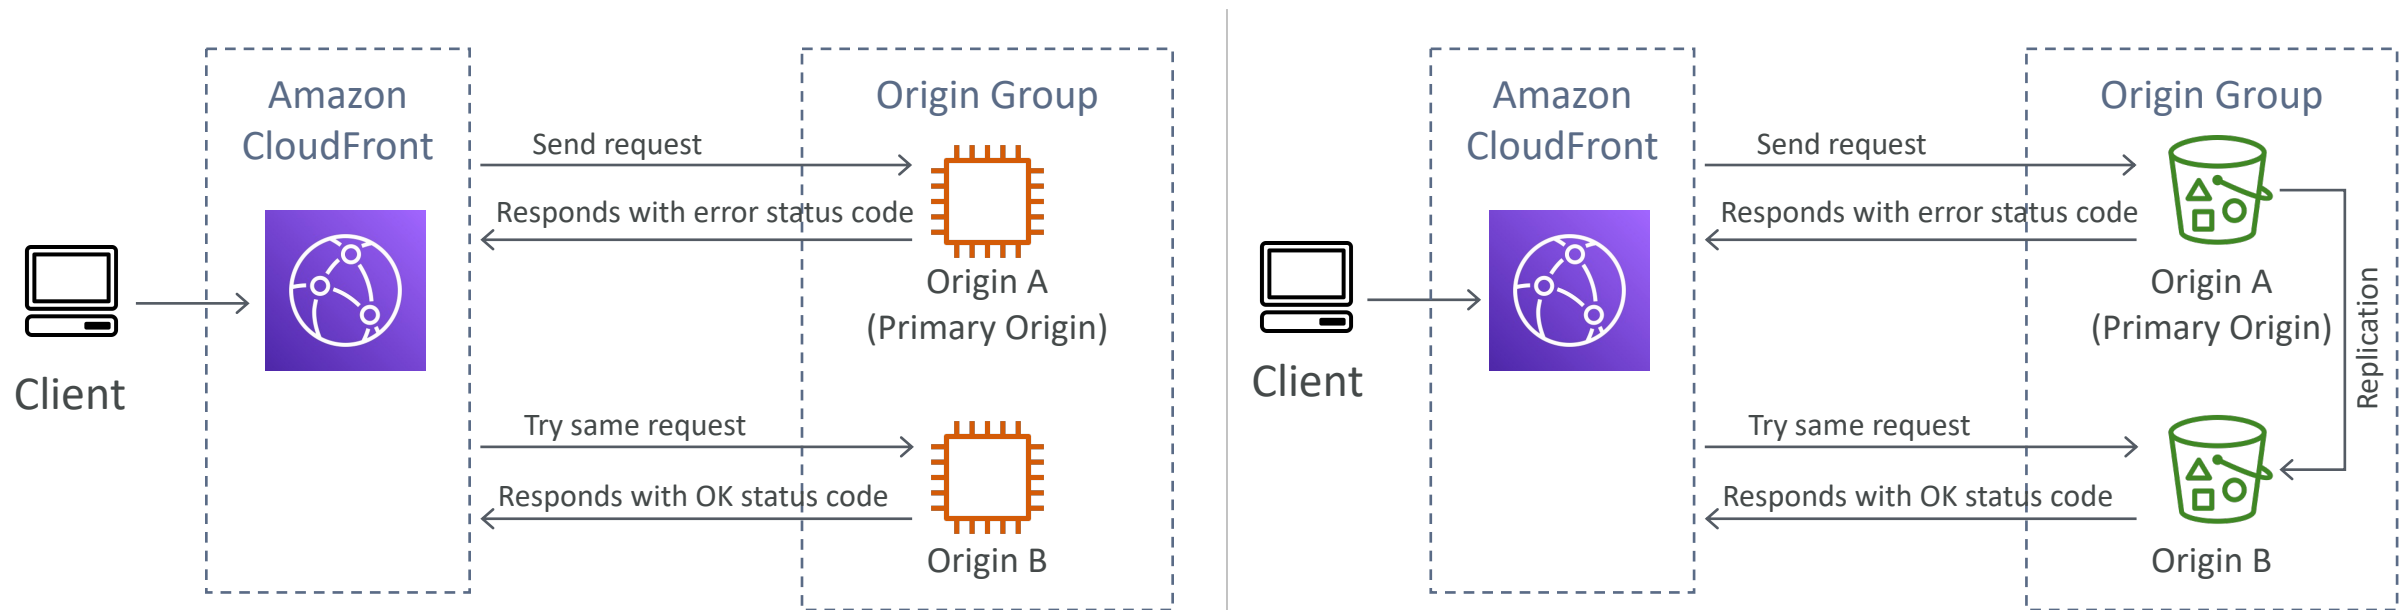 Amazon
CloudFront
Origin Group
Send request
Responds with error status code
Origin A
(Primary Origin)
Client
Try same request
Responds with OK status code
Origin B
Amazon
CloudFront
Origin Group
Send request
Responds with error status code
Origin A
(Primary Origin)
Replication
Client
Try same request
Responds with OK status code
Origin B